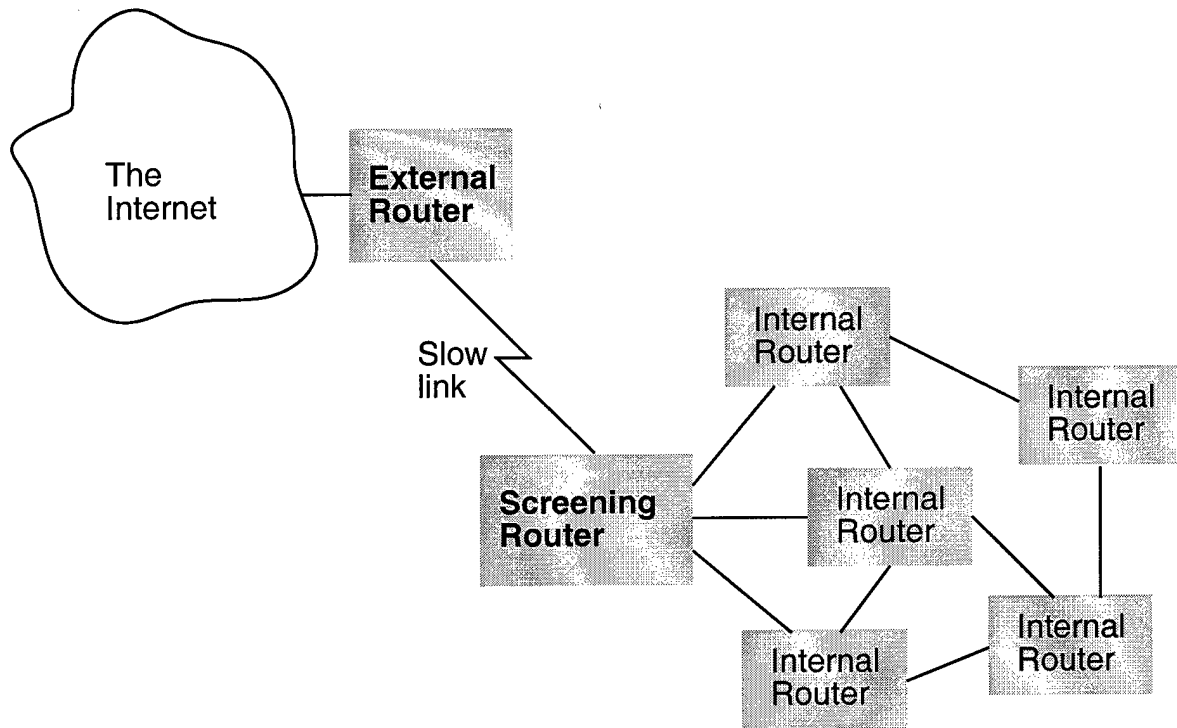 The
Internet
External
Router
Slow
link
Screening
Router
Internal
Router
Internal
Router
Internal
Router
Internal
Router
Internal
Router